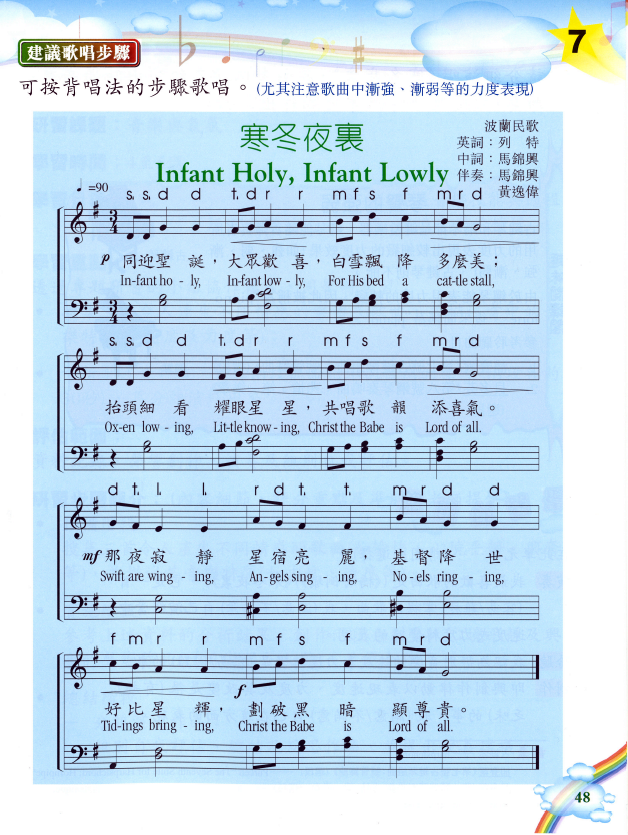 7
建議歌唱步驟
可按背唱法的步驟歌唱。(尤其注意歌曲中漸強、漸弱等的力度表現)
寒冬夜裏
Infant Holy, Infant Lowly
波蘭民歌
英詞：列 特
中詞：馬錦興
伴奏：馬錦興
黃逸偉
=90
s, s, d d t, d r r m f s f m r d
3 4
p 同迎聖 誕，大眾歡 喜，白雪飄 降 多麼美；
In-fant ho - ly, In-fant low - ly, For His bed a cat-tle stall,
3 4
s, s, d d t, d r r m f s f m r d
抬頭細 看 耀眼星 星，共唱歌 韻 添喜氣。
Ox-en low - ing, Lit-tle know - ing, Christ the Babe is Lord of all.
d t, l, l, r d t, t, m r d d
mf 那夜寂 靜 星宿亮 麗，基督降 世
Swift are wing - ing, An-gels sing - ing, No - els ring - ing,
f m r r m f s f m r d
f
好比星 輝，劃破黑 暗 顯尊貴。
Tid-ings bring - ing, Christ the Babe is Lord of all.
48